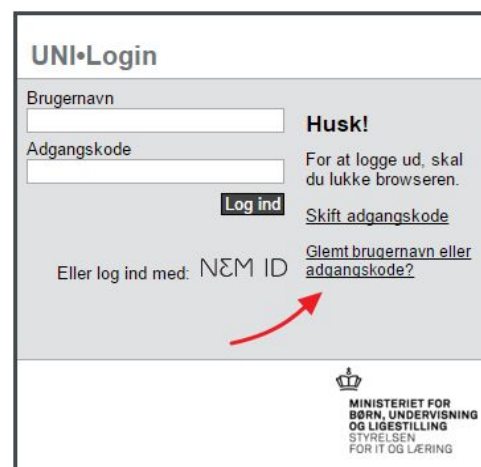 UNI•Login
Brugernavn
Adgangskode
Log ind
Eller log ind med: NEM ID
Husk!
For at logge ud, skal
du lukke browseren.
Skift adgangskode
Glemt brugernavn eller
adgangskode?
MINISTERIET FOR
BØRN, UNDERVISNING
OG LIGESTILLING
STYRELSEN
FOR IT OG LÆRING